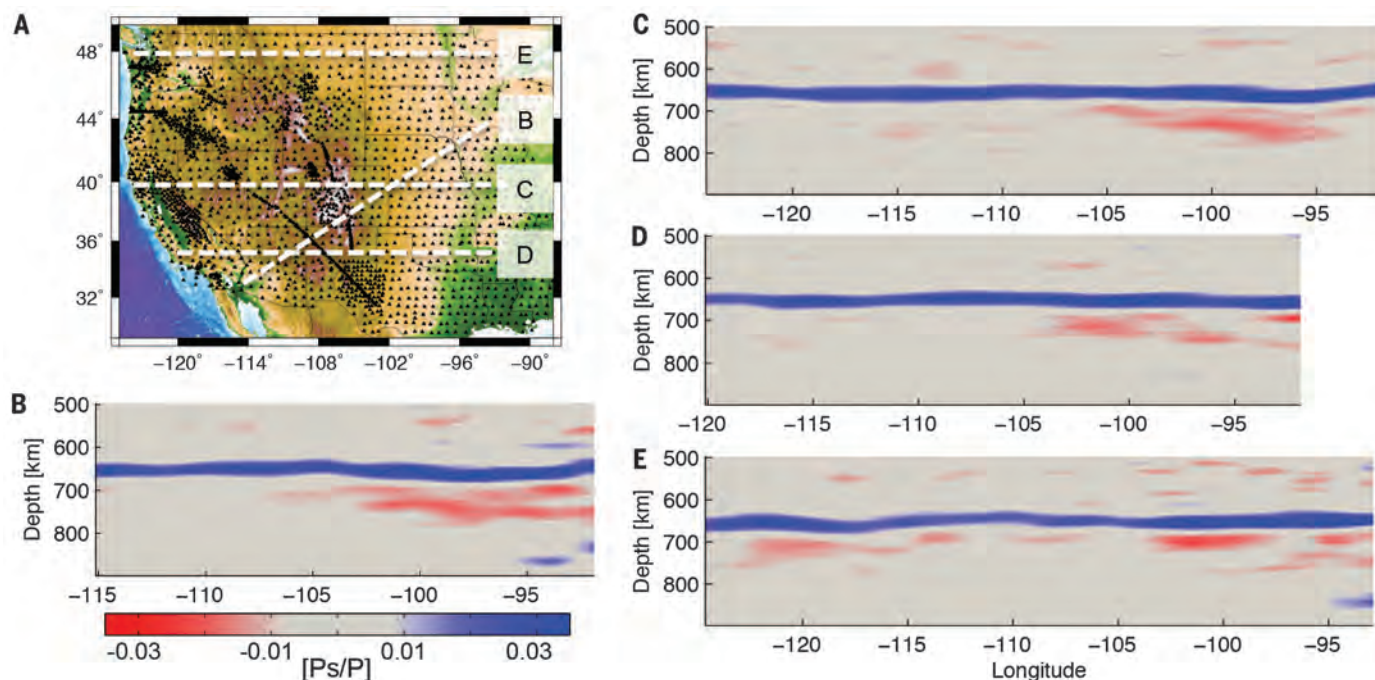 A
48°
44°
40°
36°
32°
E
B
C
D
-120° -114° -108° -102° -96° -90°
B
500
600
700
800
Depth [km]
-115 -110 -105 -100 -95
-0.03 -0.01 0.01 0.03
[Ps/P]
C
500
600
700
800
Depth [km]
-120 -115 -110 -105 -100 -95
D
500
600
700
800
Depth [km]
-120 -115 -110 -105 -100 -95
E
500
600
700
800
Depth [km]
-120 -115 -110 -105 -100 -95
Longitude